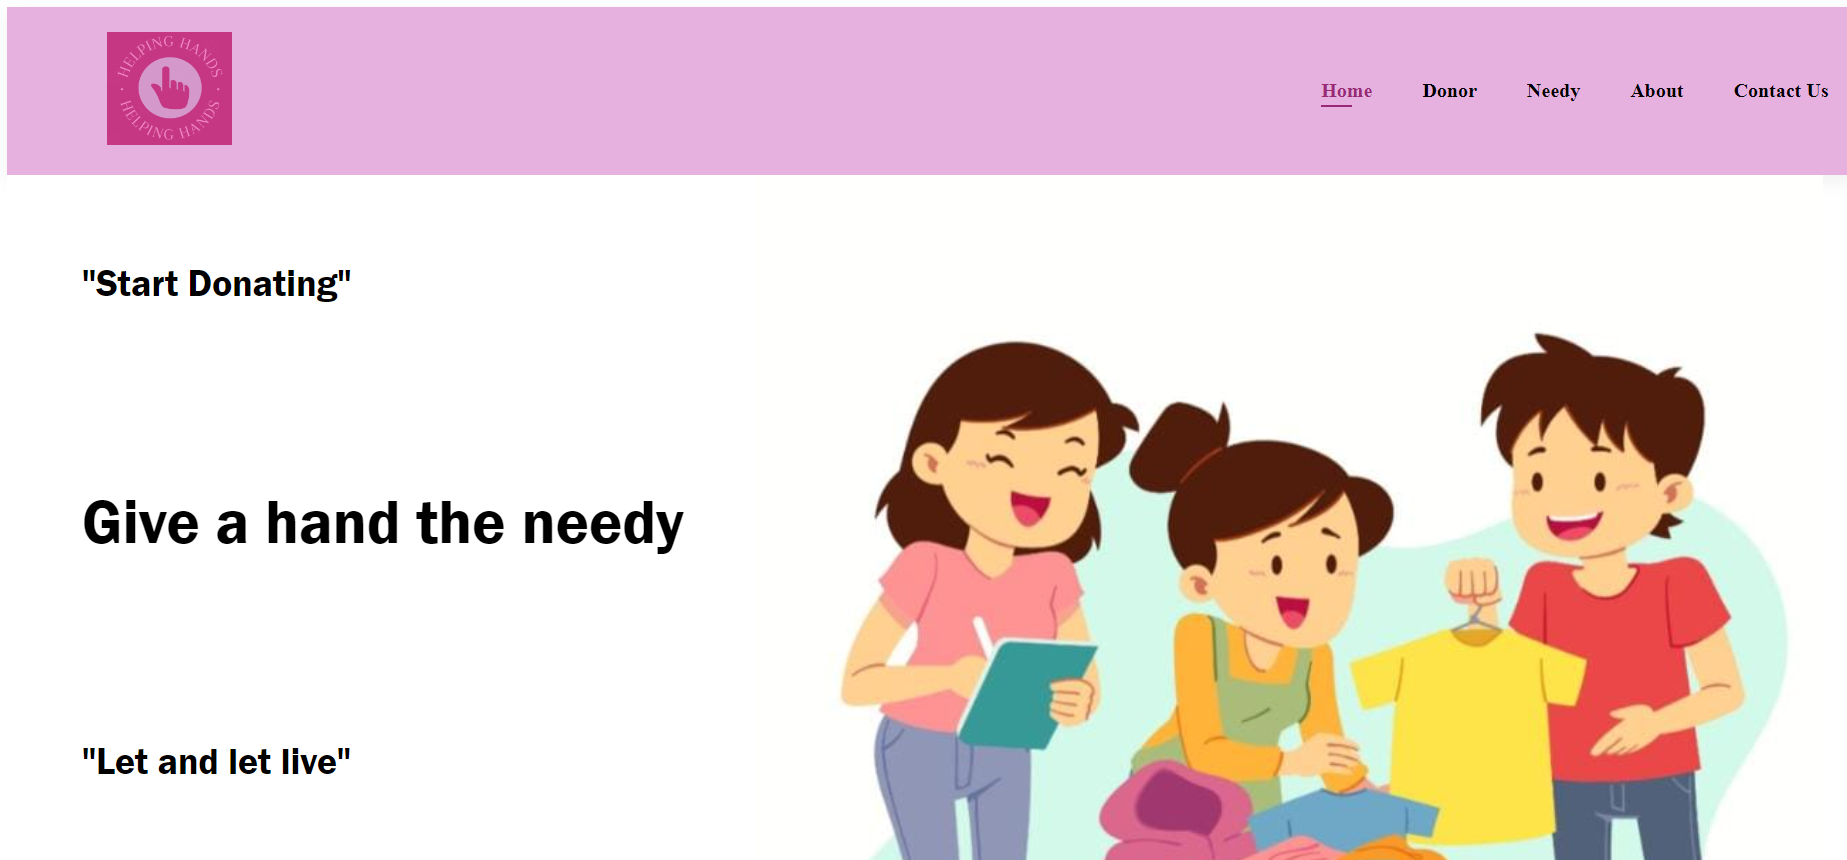 HELPING HANDS
HELPING HANDS
Home Donor Needy About Contact Us
"Start Donating"
Give a hand the needy
"Let and let live"